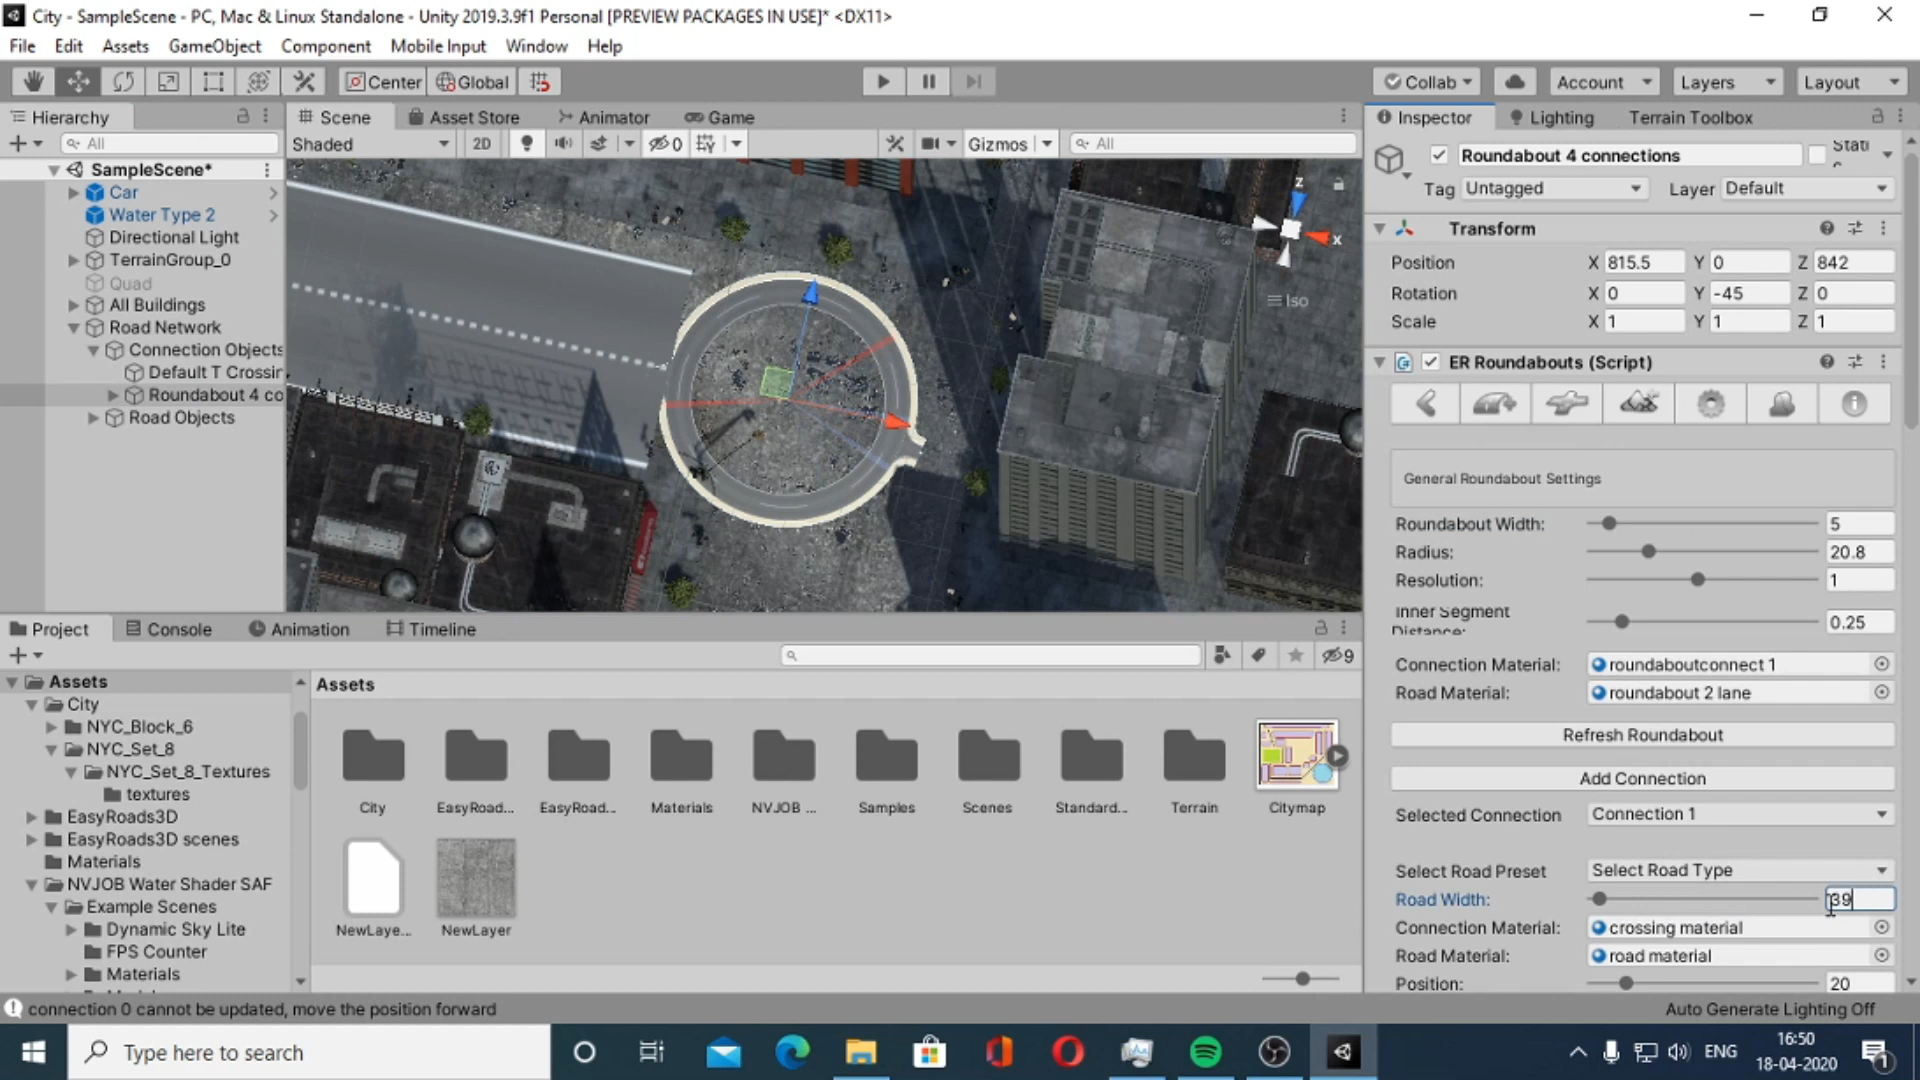 City - SampleScene - PC, Mac & Linux Standalone - Unity 2019.3.9f1 Personal [PREVIEW PACKAGES IN USE]* <DX11>
File Edit Assets GameObject Component Mobile Input Window Help
Center Global Collab Account Layers Layout
Hierarchy
All
SampleScene*
Car
Water Type 2
Directional Light
TerrainGroup_0
Quad
All Buildings
Road Network
Connection Objects
Default T Crossin
Roundabout 4 co
Road Objects
Scene Asset Store Animator Game
Shaded 2D 0 Gizmos All
z
x
Iso
Inspector Lighting Terrain Toolbox
Roundabout 4 connections Stati
c
Tag Untagged Layer Default
Transform
Position X 815.5 Y 0 Z 842
Rotation X 0 Y -45 Z 0
Scale X 1 Y 1 Z 1
ER Roundabouts (Script)
General Roundabout Settings
Roundabout Width: 5
Radius: 20.8
Resolution: 1
Inner Segment
Distance: 0.25
Connection Material: roundaboutconnect 1
Road Material: roundabout 2 lane
Refresh Roundabout
Add Connection
Selected Connection Connection 1
Select Road Preset Select Road Type
Road Width: 39
Connection Material: crossing material
Road Material: road material
Position: 20
Project Console Animation Timeline
9
Assets
City
NYC_Block_6
NYC_Set_8
NYC_Set_8_Textures
textures
EasyRoads3D
EasyRoads3D scenes
Materials
NVJOB Water Shader SAF
Example Scenes
Dynamic Sky Lite
FPS Counter
Materials
Assets
City EasyRoad... EasyRoad... Materials NVJOB ... Samples Scenes Standard... Terrain Citymap
NewLaye... NewLayer
connection 0 cannot be updated, move the position forward
Auto Generate Lighting Off
Type here to search
ENG
16:50
18-04-2020
1